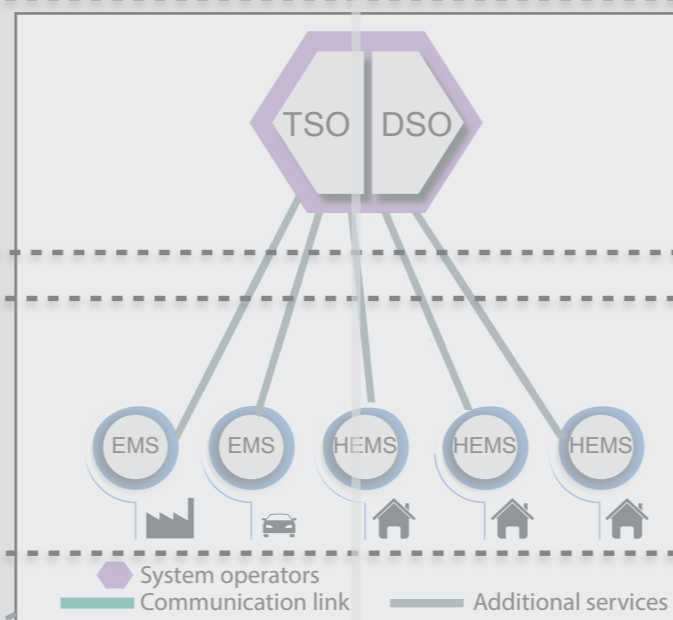 TSO DSO
EMS EMS HEMS HEMS HEMS
System operators
Communication link Additional services